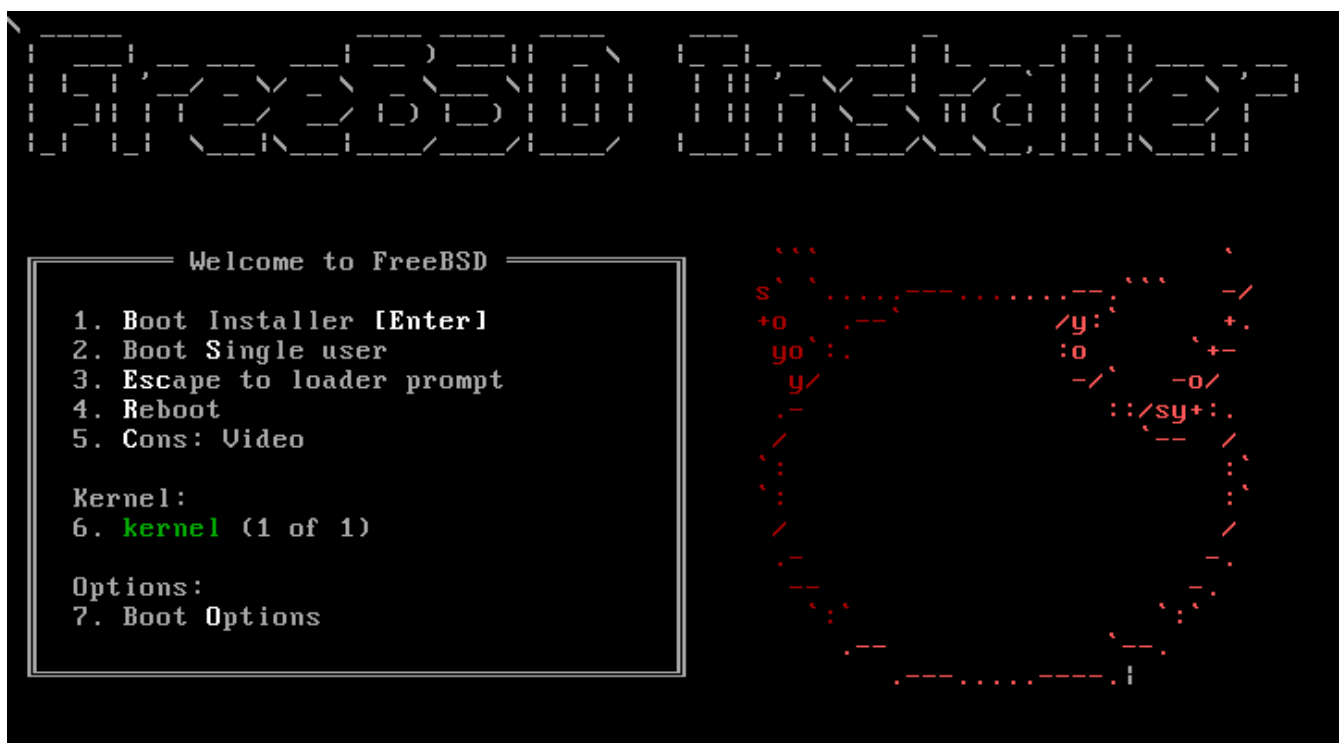 FreeBSD Installer
Welcome to FreeBSD
1. Boot Installer [Enter]
2. Boot Single user
3. Escape to loader prompt
4. Reboot
5. Cons: Video
Kernel:
6. kernel (1 of 1)
Options:
7. Boot Options